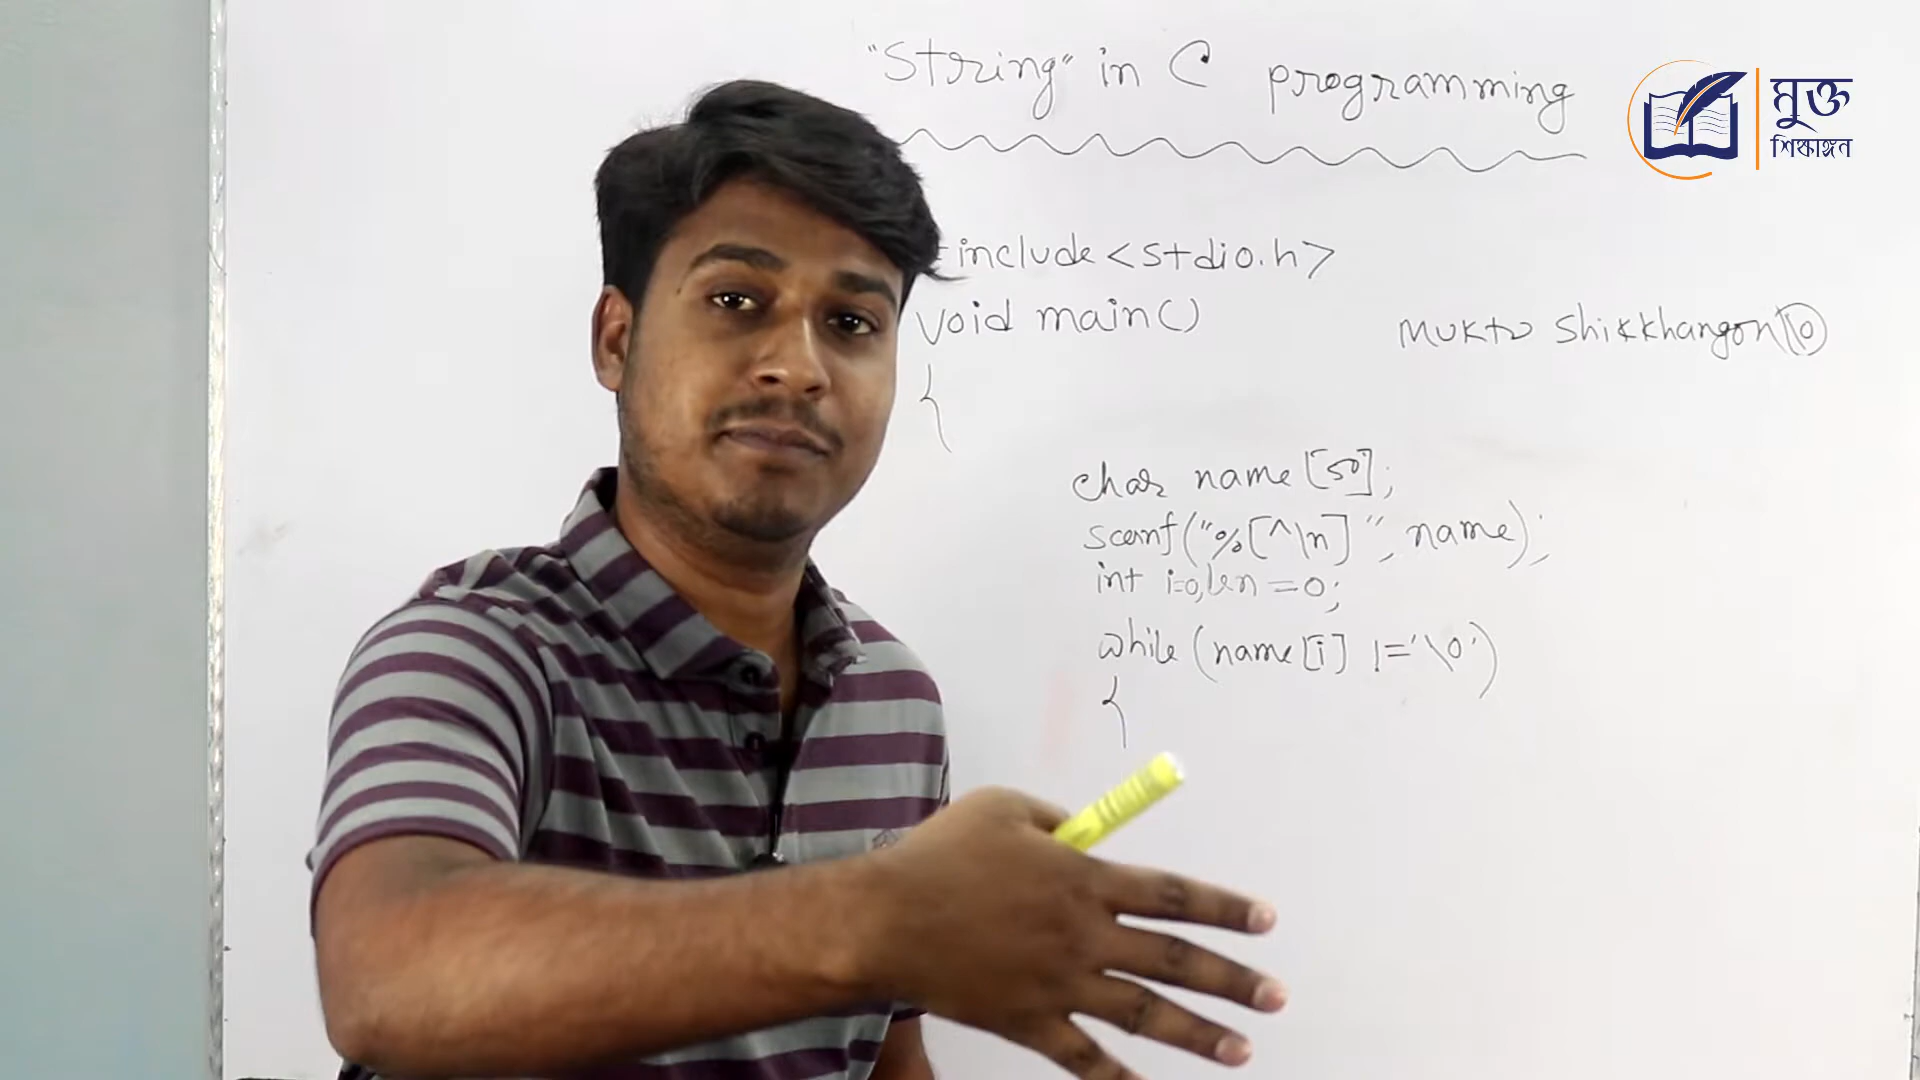 "String" in C programming
মুক্ত
শিক্ষাঙ্গন
include <stdio.h>
void main()
Mukto Shikkhangon\0
{
char name [50];
scanf("%[^\n]", name);
int i=0, len =0;
while (name[i] != '\0')
{